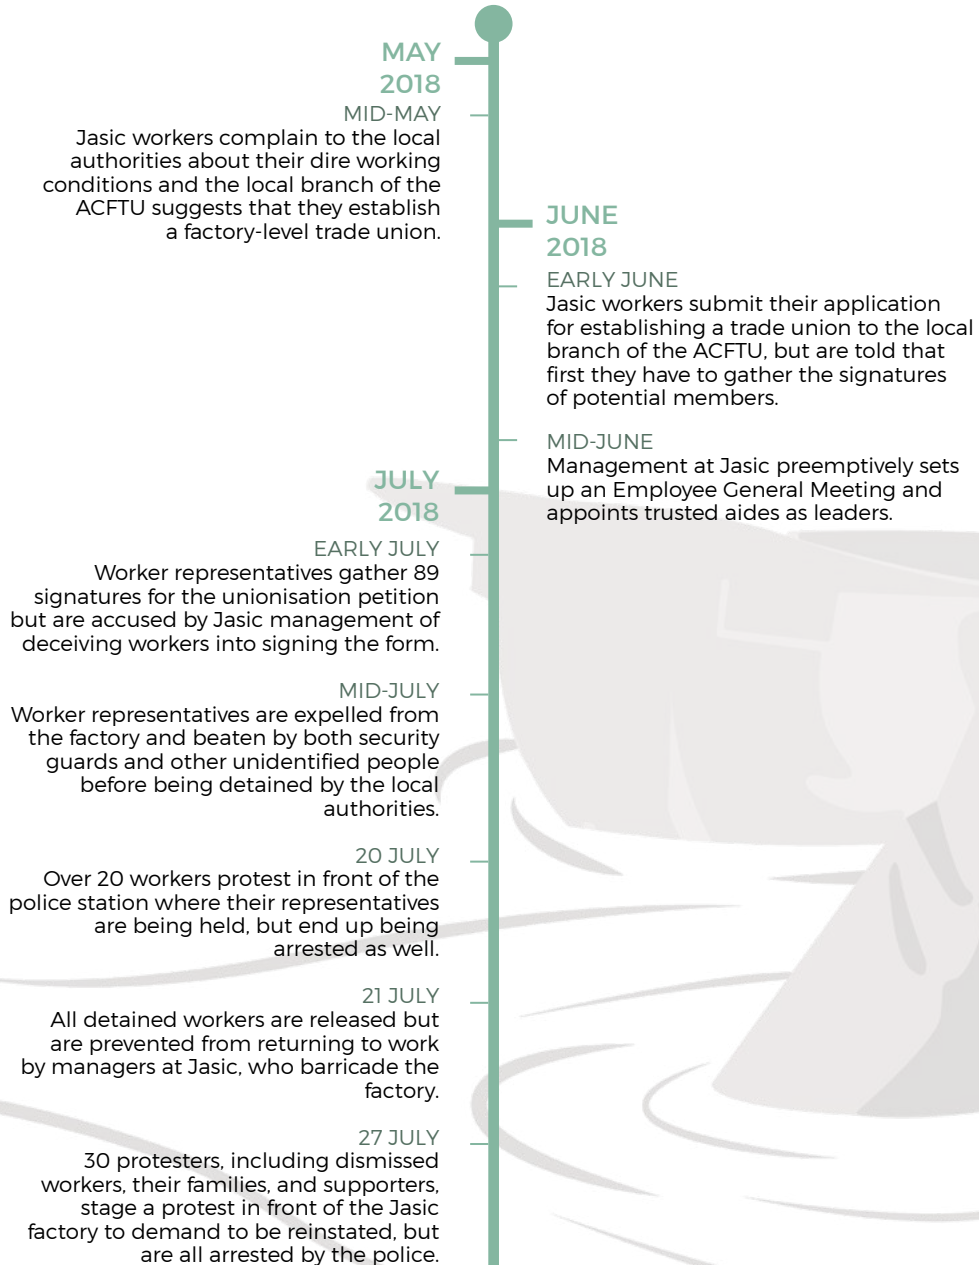 MAY
2018
MID-MAY
Jasic workers complain to the local
authorities about their dire working
conditions and the local branch of the
ACFTU suggests that they establish
a factory-level trade union.
JUNE
2018
EARLY JUNE
Jasic workers submit their application
for establishing a trade union to the local
branch of the ACFTU, but are told that
first they have to gather the signatures
of potential members.
MID-JUNE
Management at Jasic preemptively sets
up an Employee General Meeting and
appoints trusted aides as leaders.
JULY
2018
EARLY JULY
Worker representatives gather 89
signatures for the unionisation petition
but are accused by Jasic management of
deceiving workers into signing the form.
MID-JULY
Worker representatives are expelled from
the factory and beaten by both security
guards and other unidentified people
before being detained by the local
authorities.
20 JULY
Over 20 workers protest in front of the
police station where their representatives
are being held, but end up being
arrested as well.
21 JULY
All detained workers are released but
are prevented from returning to work
by managers at Jasic, who barricade the
factory.
27 JULY
30 protesters, including dismissed
workers, their families, and supporters,
stage a protest in front of the Jasic
factory to demand to be reinstated, but
are all arrested by the police.